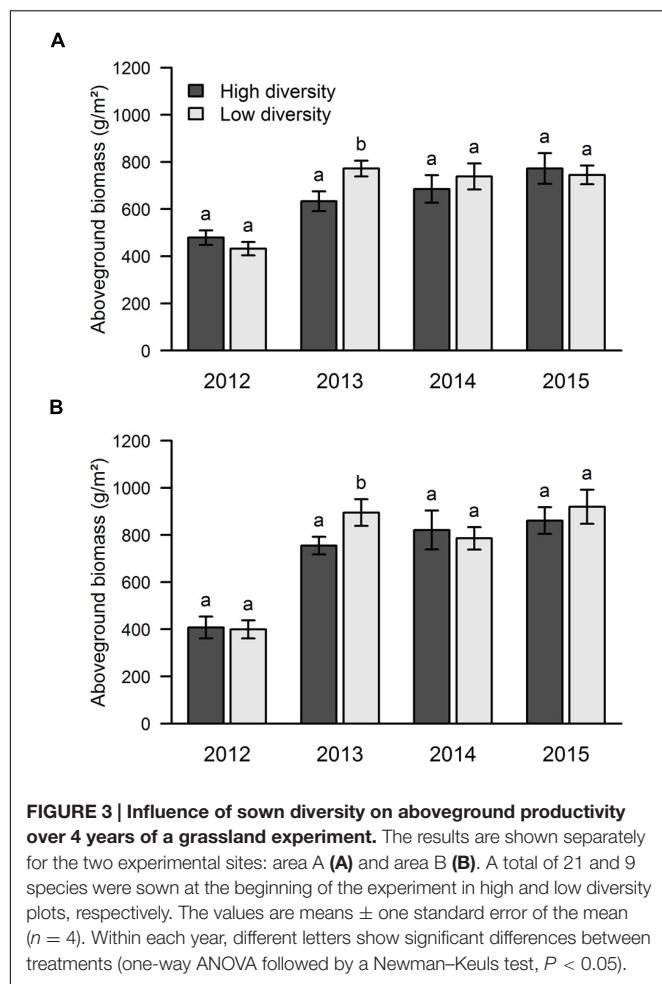 A
Aboveground biomass (g/m²)
1200
1000
800
600
400
200
0
High diversity
Low diversity
a
a
a
b
a
a
a
a
2012
2013
2014
2015
B
Aboveground biomass (g/m²)
1200
1000
800
600
400
200
0
a
a
a
b
a
a
a
a
2012
2013
2014
2015
FIGURE 3 | Influence of sown diversity on aboveground productivity
over 4 years of a grassland experiment. The results are shown separately
for the two experimental sites: area A (A) and area B (B). A total of 21 and 9
species were sown at the beginning of the experiment in high and low diversity
plots, respectively. The values are means ± one standard error of the mean
(n = 4). Within each year, different letters show significant differences between
treatments (one-way ANOVA followed by a Newman–Keuls test, P < 0.05).